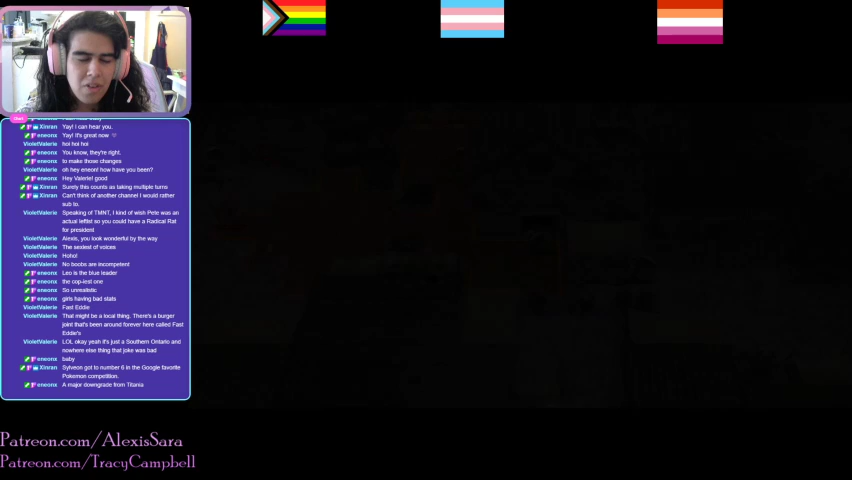 Chat
Xinran Yay! I can hear you.
eneonx Yay! It's great now
VioletValerie hoi hoi hoi
eneonx You know, they're right.
eneonx to make those changes
VioletValerie oh hey eneon! how have you been?
eneonx Hey Valerie! good
Xinran Surely this counts as taking multiple turns
Xinran Can't think of another channel I would rather
sub to.
VioletValerie Speaking of TMNT, I kind of wish Pete was an
actual leftist so you could have a Radical Rat
for president
VioletValerie Alexis, you look wonderful by the way
VioletValerie The sexiest of voices
VioletValerie Hoho!
VioletValerie No boobs are incompetent
eneonx Leo is the blue leader
eneonx the cop-iest one
eneonx So unrealistic
eneonx girls having bad stats
VioletValerie Fast Eddie
VioletValerie That might be a local thing. There's a burger
joint that's been around forever here called Fast
Eddie's
VioletValerie LOL okay yeah it's just a Southern Ontario and
nowhere else thing that joke was bad
eneonx baby
Xinran Sylveon got to number 6 in the Google favorite
Pokemon competition.
eneonx A major downgrade from Titania
Patreon.com/AlexisSara
Patreon.com/TracyCampbell